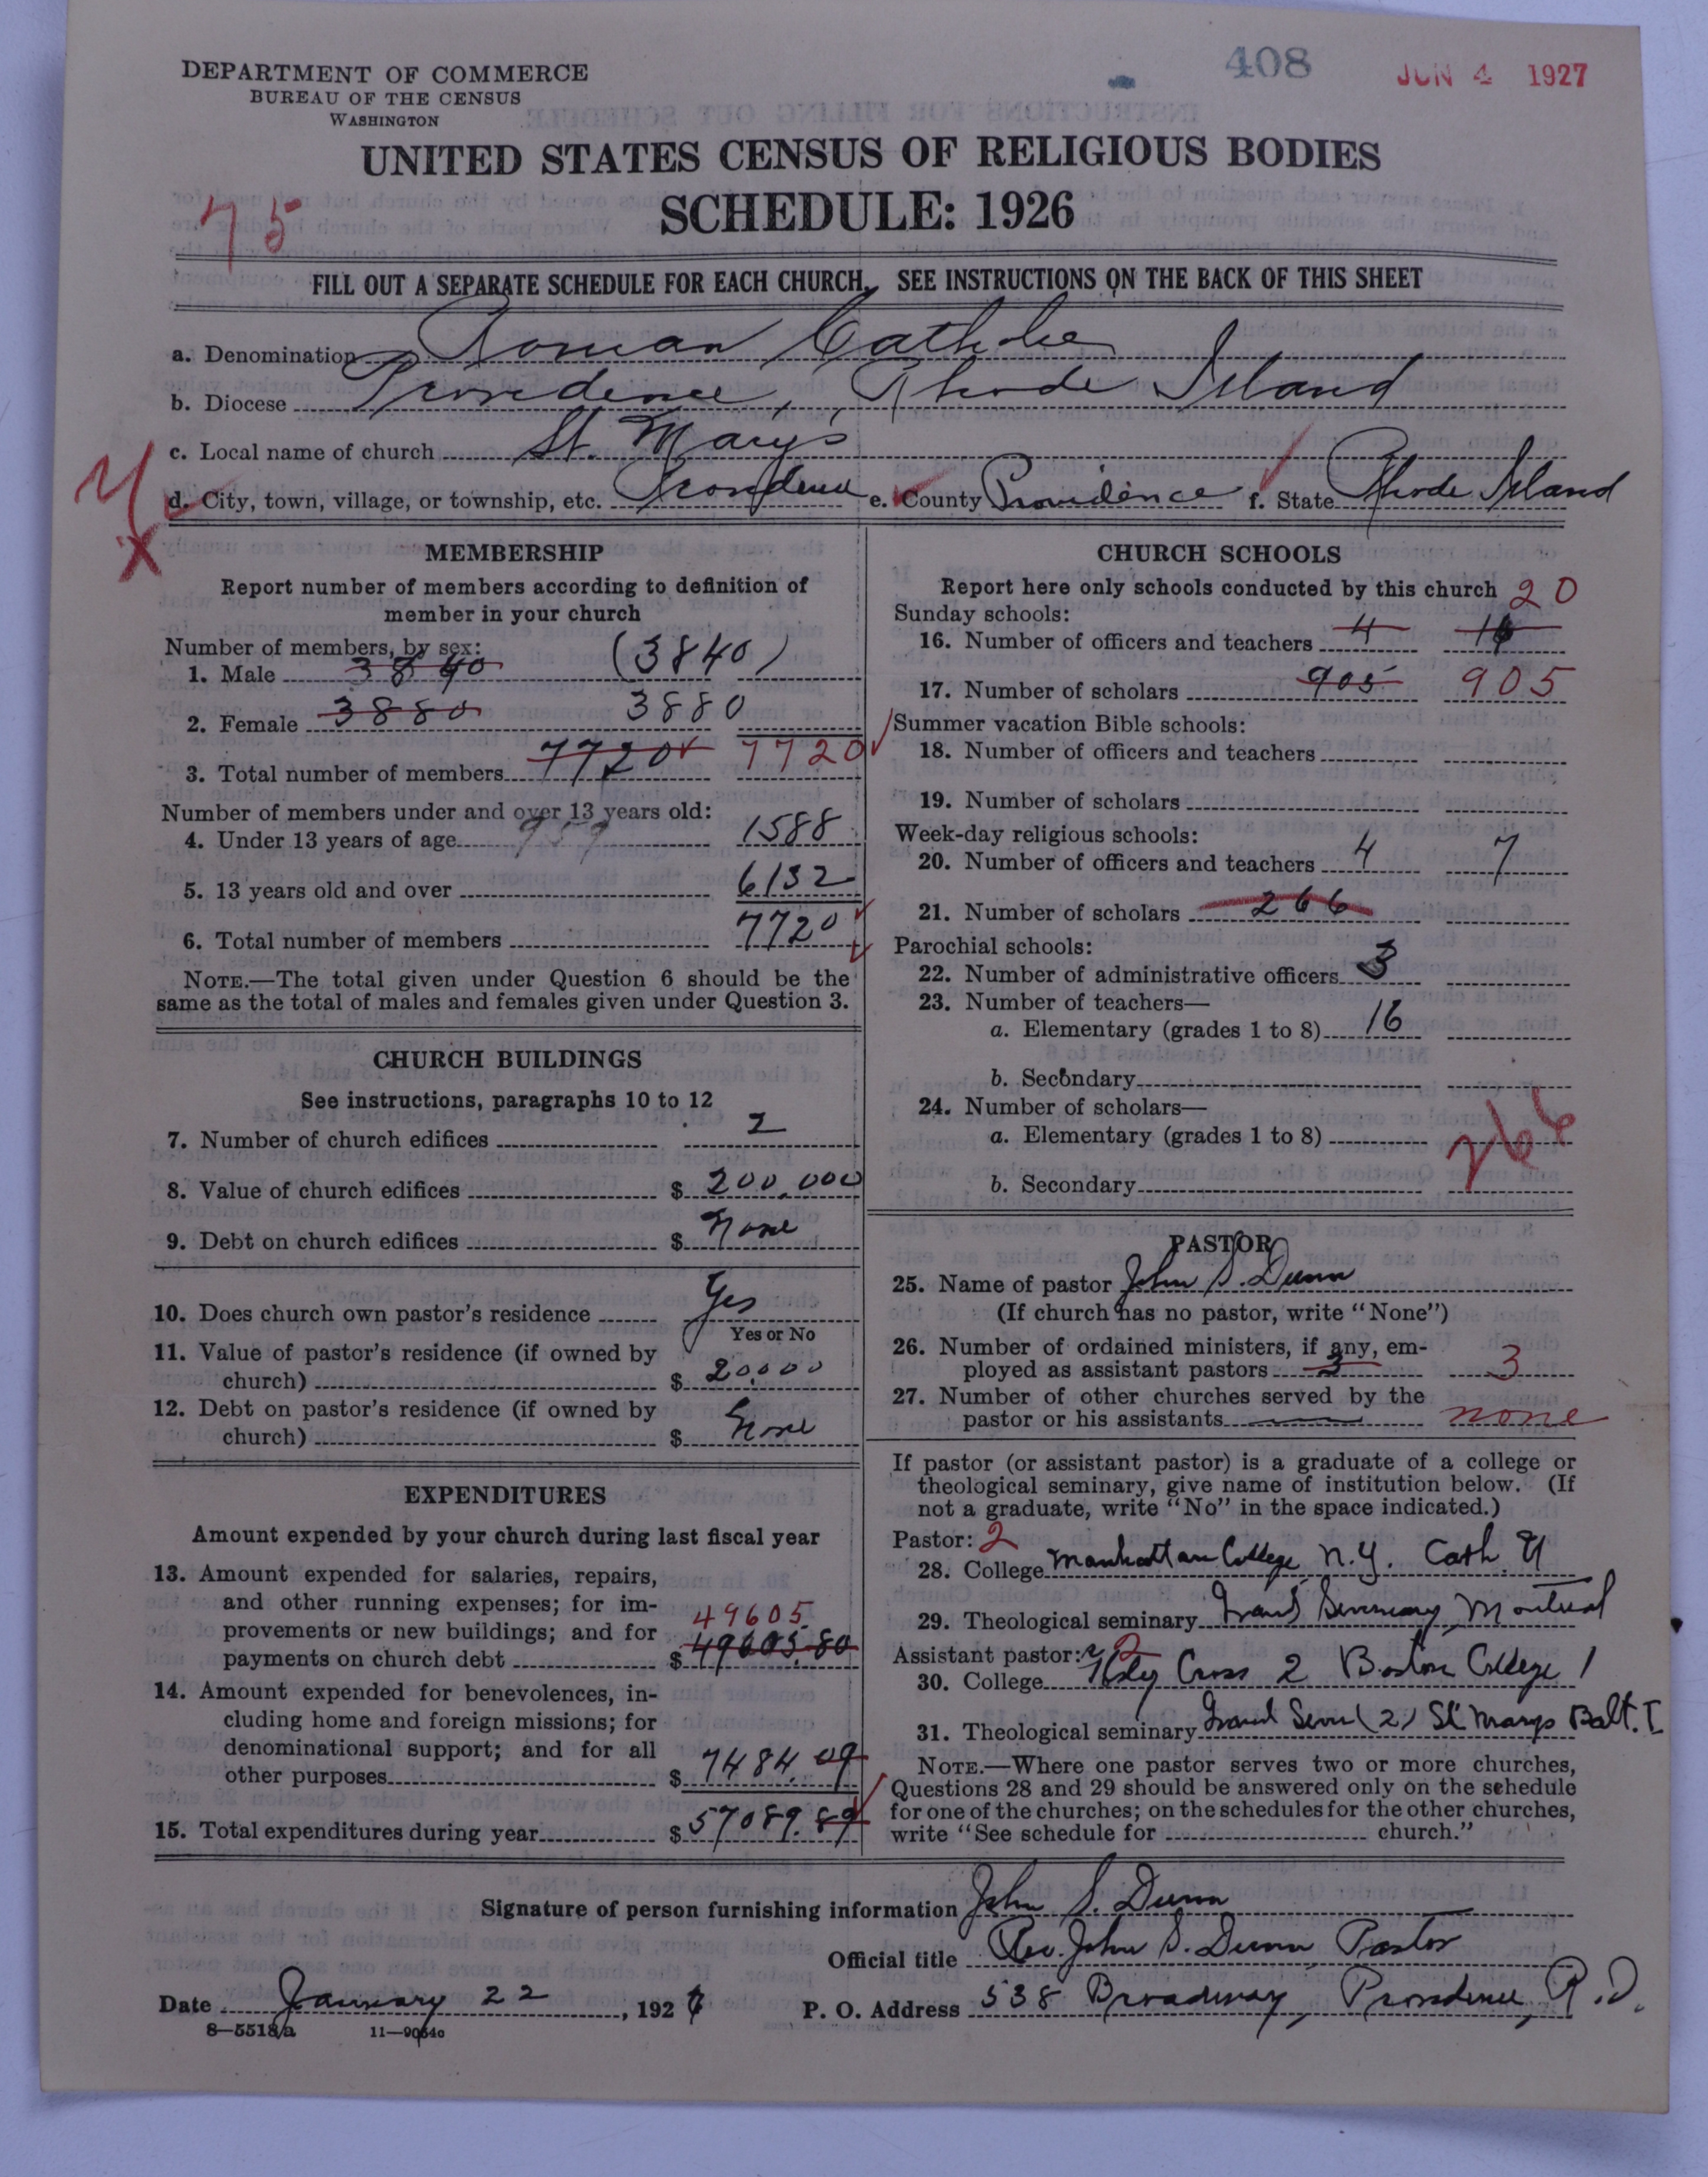 408 JUN 4 1927
DEPARTMENT OF COMMERCE
BUREAU OF THE CENSUS
WASHINGTON
UNITED STATES CENSUS OF RELIGIOUS BODIES
SCHEDULE: 1926
75
FILL OUT A SEPARATE SCHEDULE FOR EACH CHURCH. SEE INSTRUCTIONS ON THE BACK OF THIS SHEET
a. Denomination Roman Catholic
b. Diocese Providence, Rhode Island
c. Local name of church St. Mary's
d. City, town, village, or township, etc. Providence e. County Providence f. State Rhode Island
X
MEMBERSHIP
Report number of members according to definition of
member in your church
Number of members, by sex:
1. Male 3840 (3840)
2. Female 3880 3880
3. Total number of members 7720 7720
Number of members under and over 13 years old:
4. Under 13 years of age 1588
5. 13 years old and over 6132
6. Total number of members 7720
NOTE.—The total given under Question 6 should be the
same as the total of males and females given under Question 3.
CHURCH BUILDINGS
See instructions, paragraphs 10 to 12
7. Number of church edifices 2
8. Value of church edifices $ 200,000
9. Debt on church edifices $ None
10. Does church own pastor's residence Yes
Yes or No
11. Value of pastor's residence (if owned by
church) $ 20,000
12. Debt on pastor's residence (if owned by
church) $ None
EXPENDITURES
Amount expended by your church during last fiscal year
13. Amount expended for salaries, repairs,
and other running expenses; for im-
provements or new buildings; and for 49605
payments on church debt $ 49605.80
14. Amount expended for benevolences, in-
cluding home and foreign missions; for
denominational support; and for all
other purposes $ 7484.09
15. Total expenditures during year $ 57089.89
CHURCH SCHOOLS
Report here only schools conducted by this church 20
Sunday schools:
16. Number of officers and teachers 4 16
17. Number of scholars 905 905
Summer vacation Bible schools:
18. Number of officers and teachers
19. Number of scholars
Week-day religious schools:
20. Number of officers and teachers 4 7
21. Number of scholars 266
Parochial schools:
22. Number of administrative officers 3
23. Number of teachers—
a. Elementary (grades 1 to 8) 16
b. Secondary
24. Number of scholars—
a. Elementary (grades 1 to 8) 266
b. Secondary
PASTOR
25. Name of pastor John S. Dunn
(If church has no pastor, write "None")
26. Number of ordained ministers, if any, em-
ployed as assistant pastors 3 3
27. Number of other churches served by the
pastor or his assistants none
If pastor (or assistant pastor) is a graduate of a college or
theological seminary, give name of institution below. (If
not a graduate, write "No" in the space indicated.)
Pastor: 2
28. College Manhattan College, N.Y. Cath. U
29. Theological seminary Grand Seminary, Montreal
Assistant pastor: 2
30. College Holy Cross 2 Boston College 1
31. Theological seminary Grand Sem (2) St Marys Balt. I
NOTE.—Where one pastor serves two or more churches,
Questions 28 and 29 should be answered only on the schedule
for one of the churches; on the schedules for the other churches,
write "See schedule for church."
Signature of person furnishing information John S. Dunn
Official title Rev. John S. Dunn Pastor
Date January 22, 1927 P. O. Address 538 Broadway, Providence, R.I.
8—5518a 11—9064c